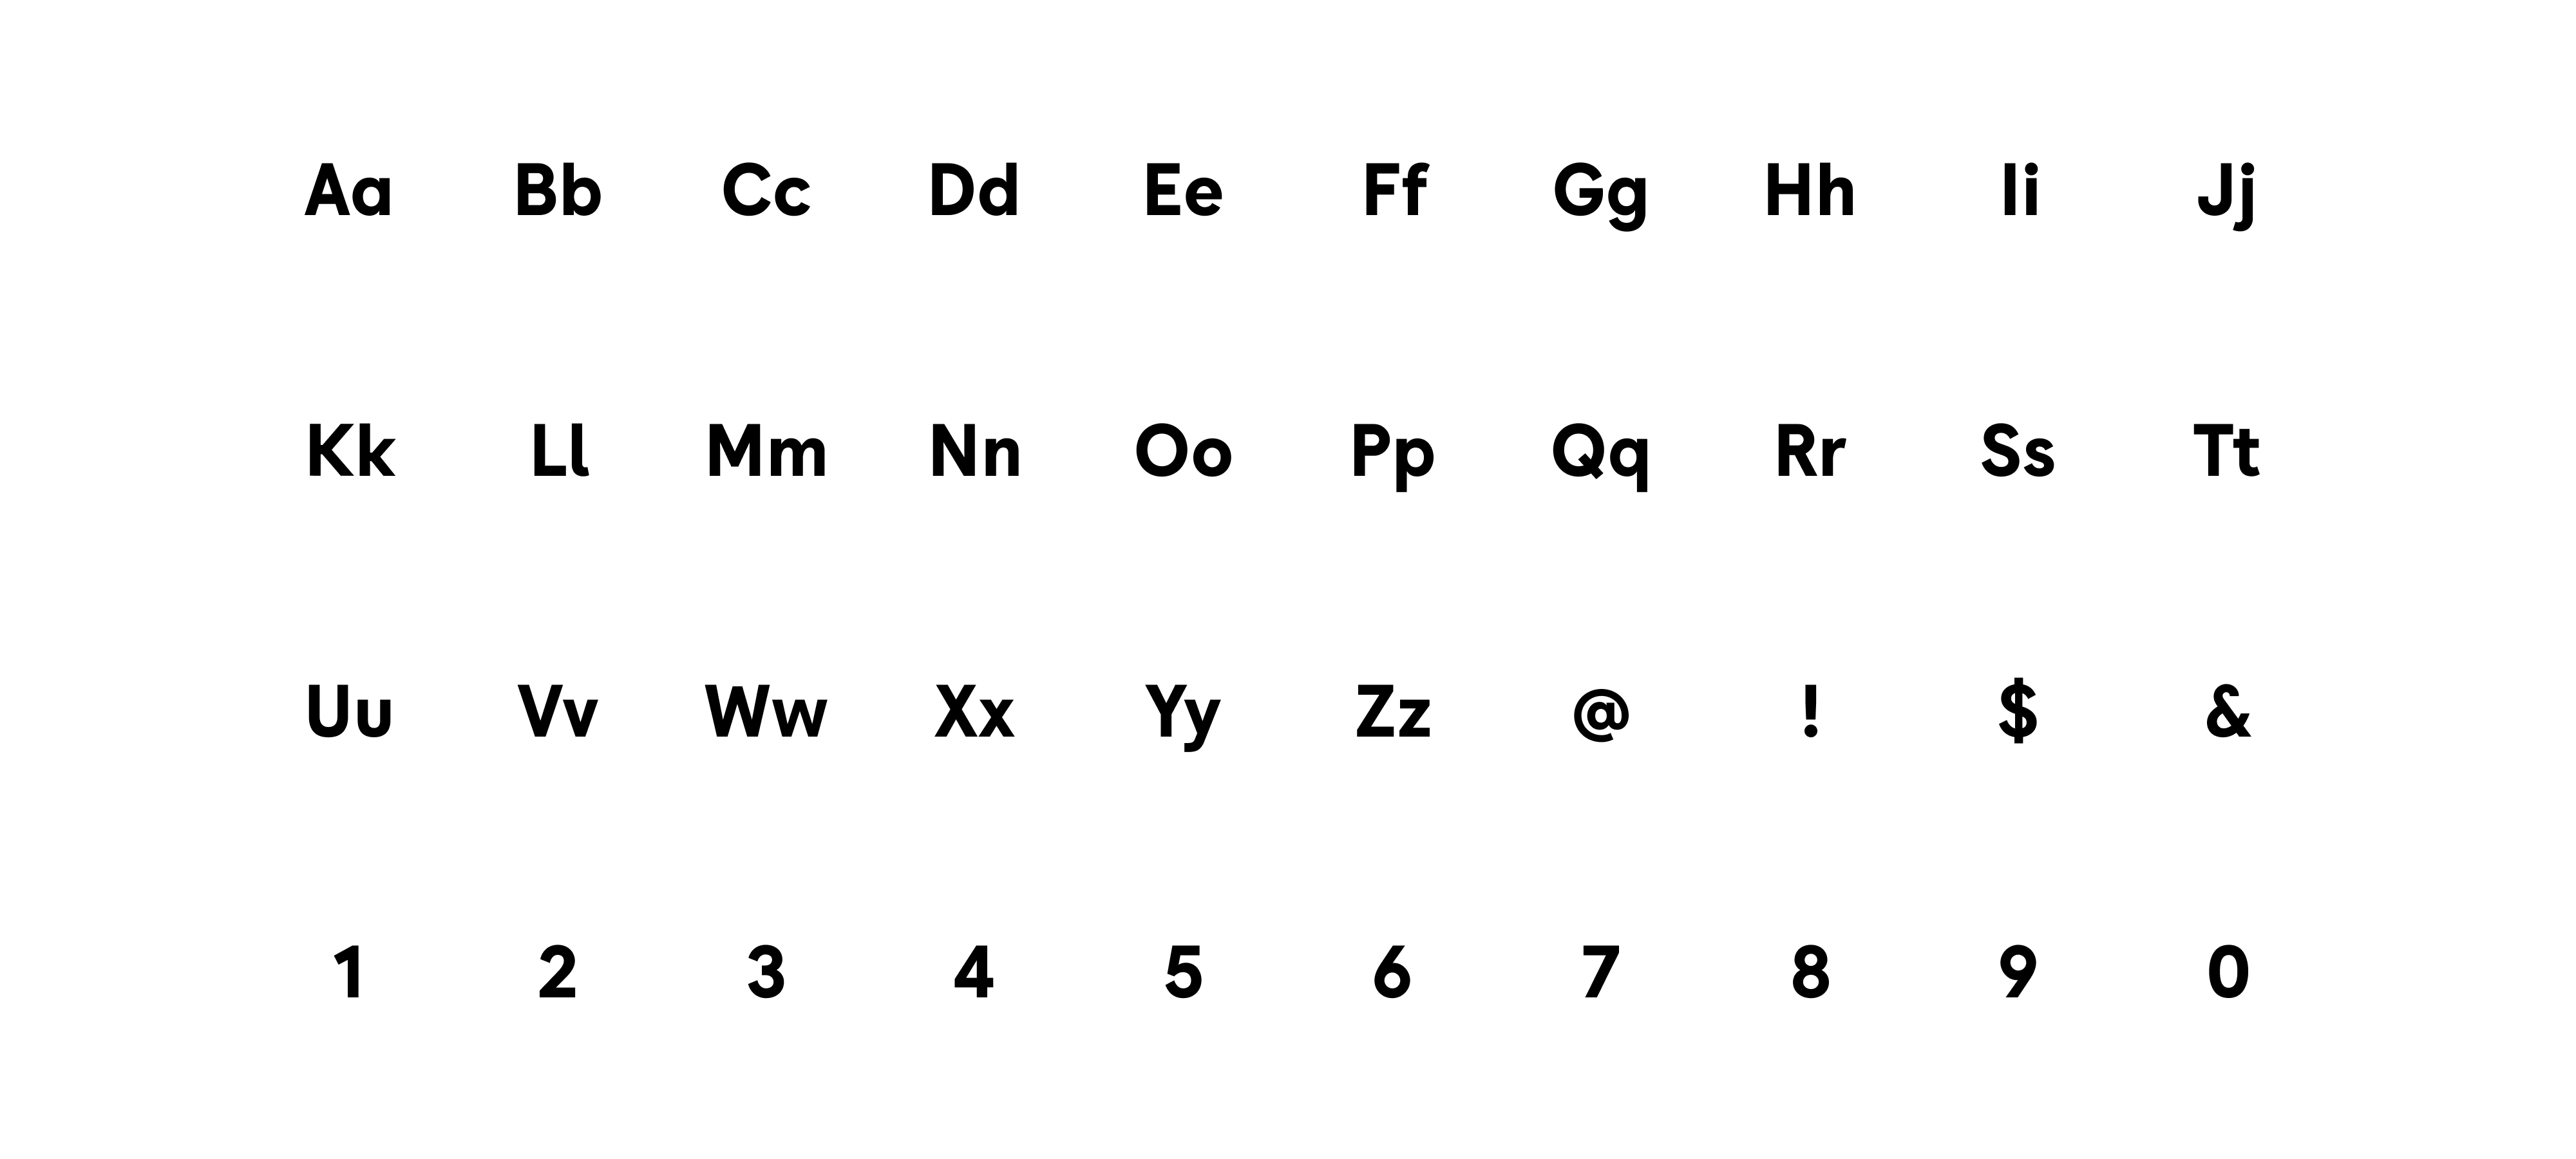 Aa Bb Cc Dd Ee Ff Gg Hh Ii Jj
Kk Ll Mm Nn Oo Pp Qq Rr Ss Tt
Uu Vv Ww Xx Yy Zz @ ! $ &
1 2 3 4 5 6 7 8 9 0